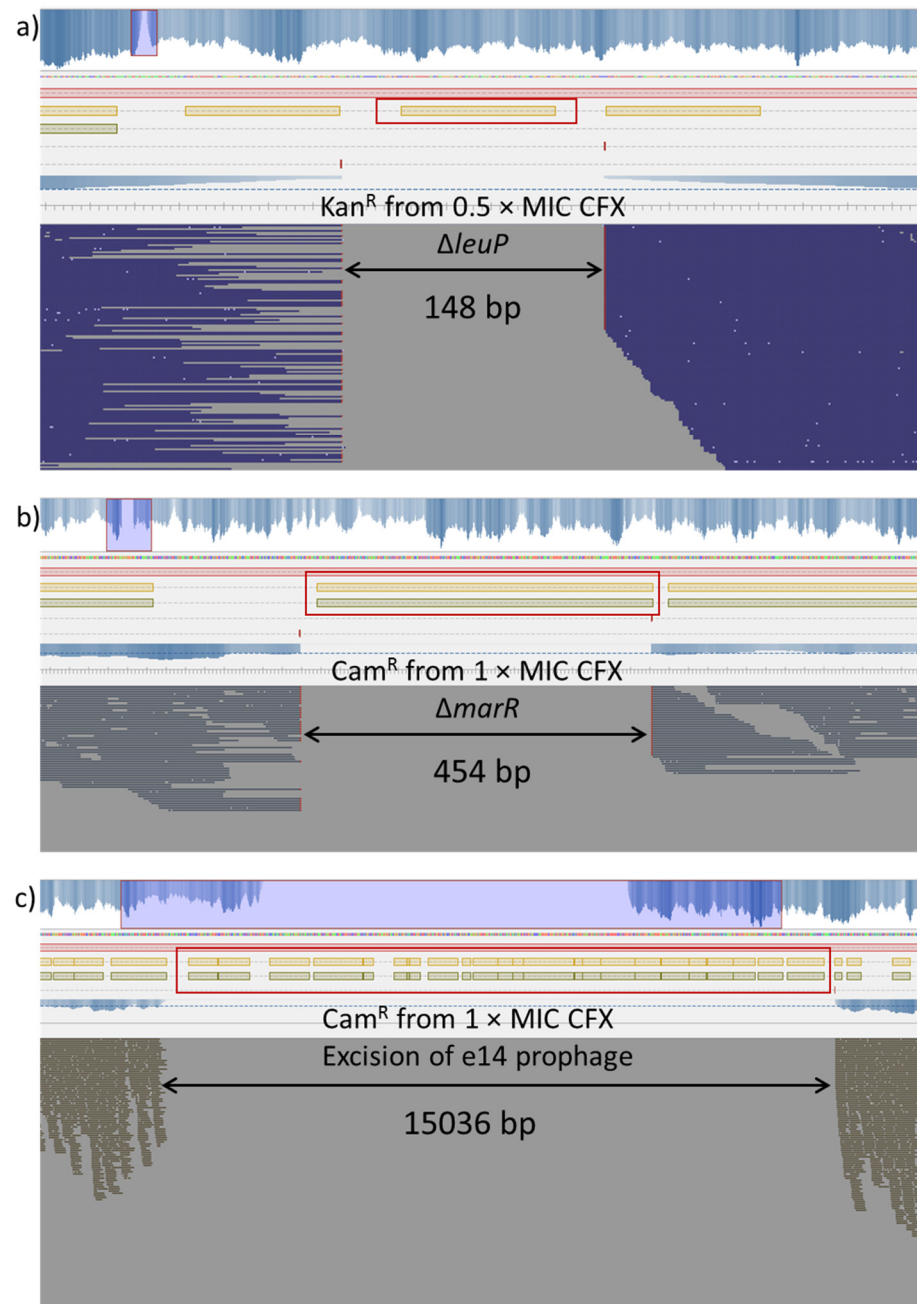 a)
Kanᴿ from 0.5 × MIC CFX
ΔleuP
148 bp
b)
Camᴿ from 1 × MIC CFX
ΔmarR
454 bp
c)
Camᴿ from 1 × MIC CFX
Excision of e14 prophage
15036 bp